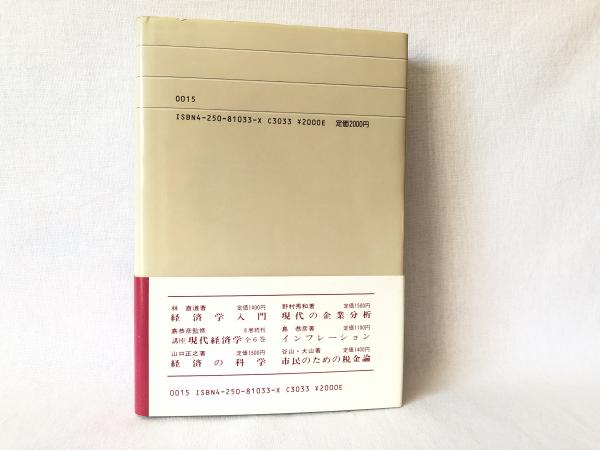 0015
ISBN4-250-81033-X C3033 ¥2000E 定価2000円
林 直道著 定価1400円
経済学入門
島恭彦監修 6巻続刊
講座 現代経済学 全6巻
山口正之著 定価1500円
経済の科学
野村秀和著 定価1500円
現代の企業分析
島 恭彦著 定価1100円
インフレーション
谷山・大山著 定価1400円
市民のための税金論
0015 ISBN4-250-81033-X C3033 ¥2000E